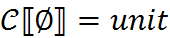 𝒞⟦∅⟧ = 𝑢𝑛𝑖𝑡